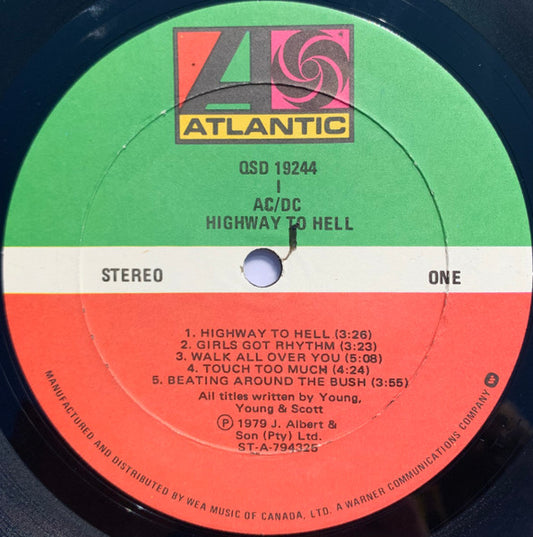 ATLANTIC
QSD 19244
I
AC/DC
HIGHWAY TO HELL
STEREO ONE
1. HIGHWAY TO HELL (3:26)
2. GIRLS GOT RHYTHM (3:23)
3. WALK ALL OVER YOU (5:08)
4. TOUCH TOO MUCH (4:24)
5. BEATING AROUND THE BUSH (3:55)
All titles written by Young,
Young & Scott
Ⓟ 1979 J. Albert &
Son (Pty) Ltd.
ST-A-794325
MANUFACTURED AND DISTRIBUTED BY WEA MUSIC OF CANADA, LTD. A WARNER COMMUNICATIONS COMPANY